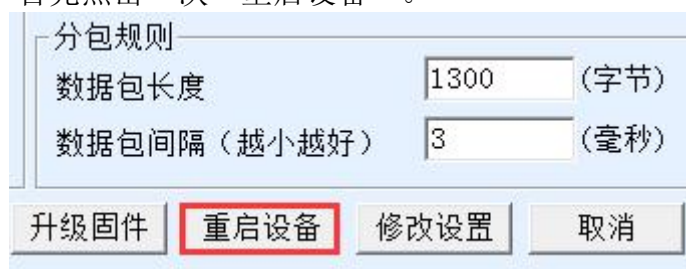 分包规则
数据包长度 1300 (字节)
数据包间隔（越小越好） 3 (毫秒)
升级固件 重启设备 修改设置 取消